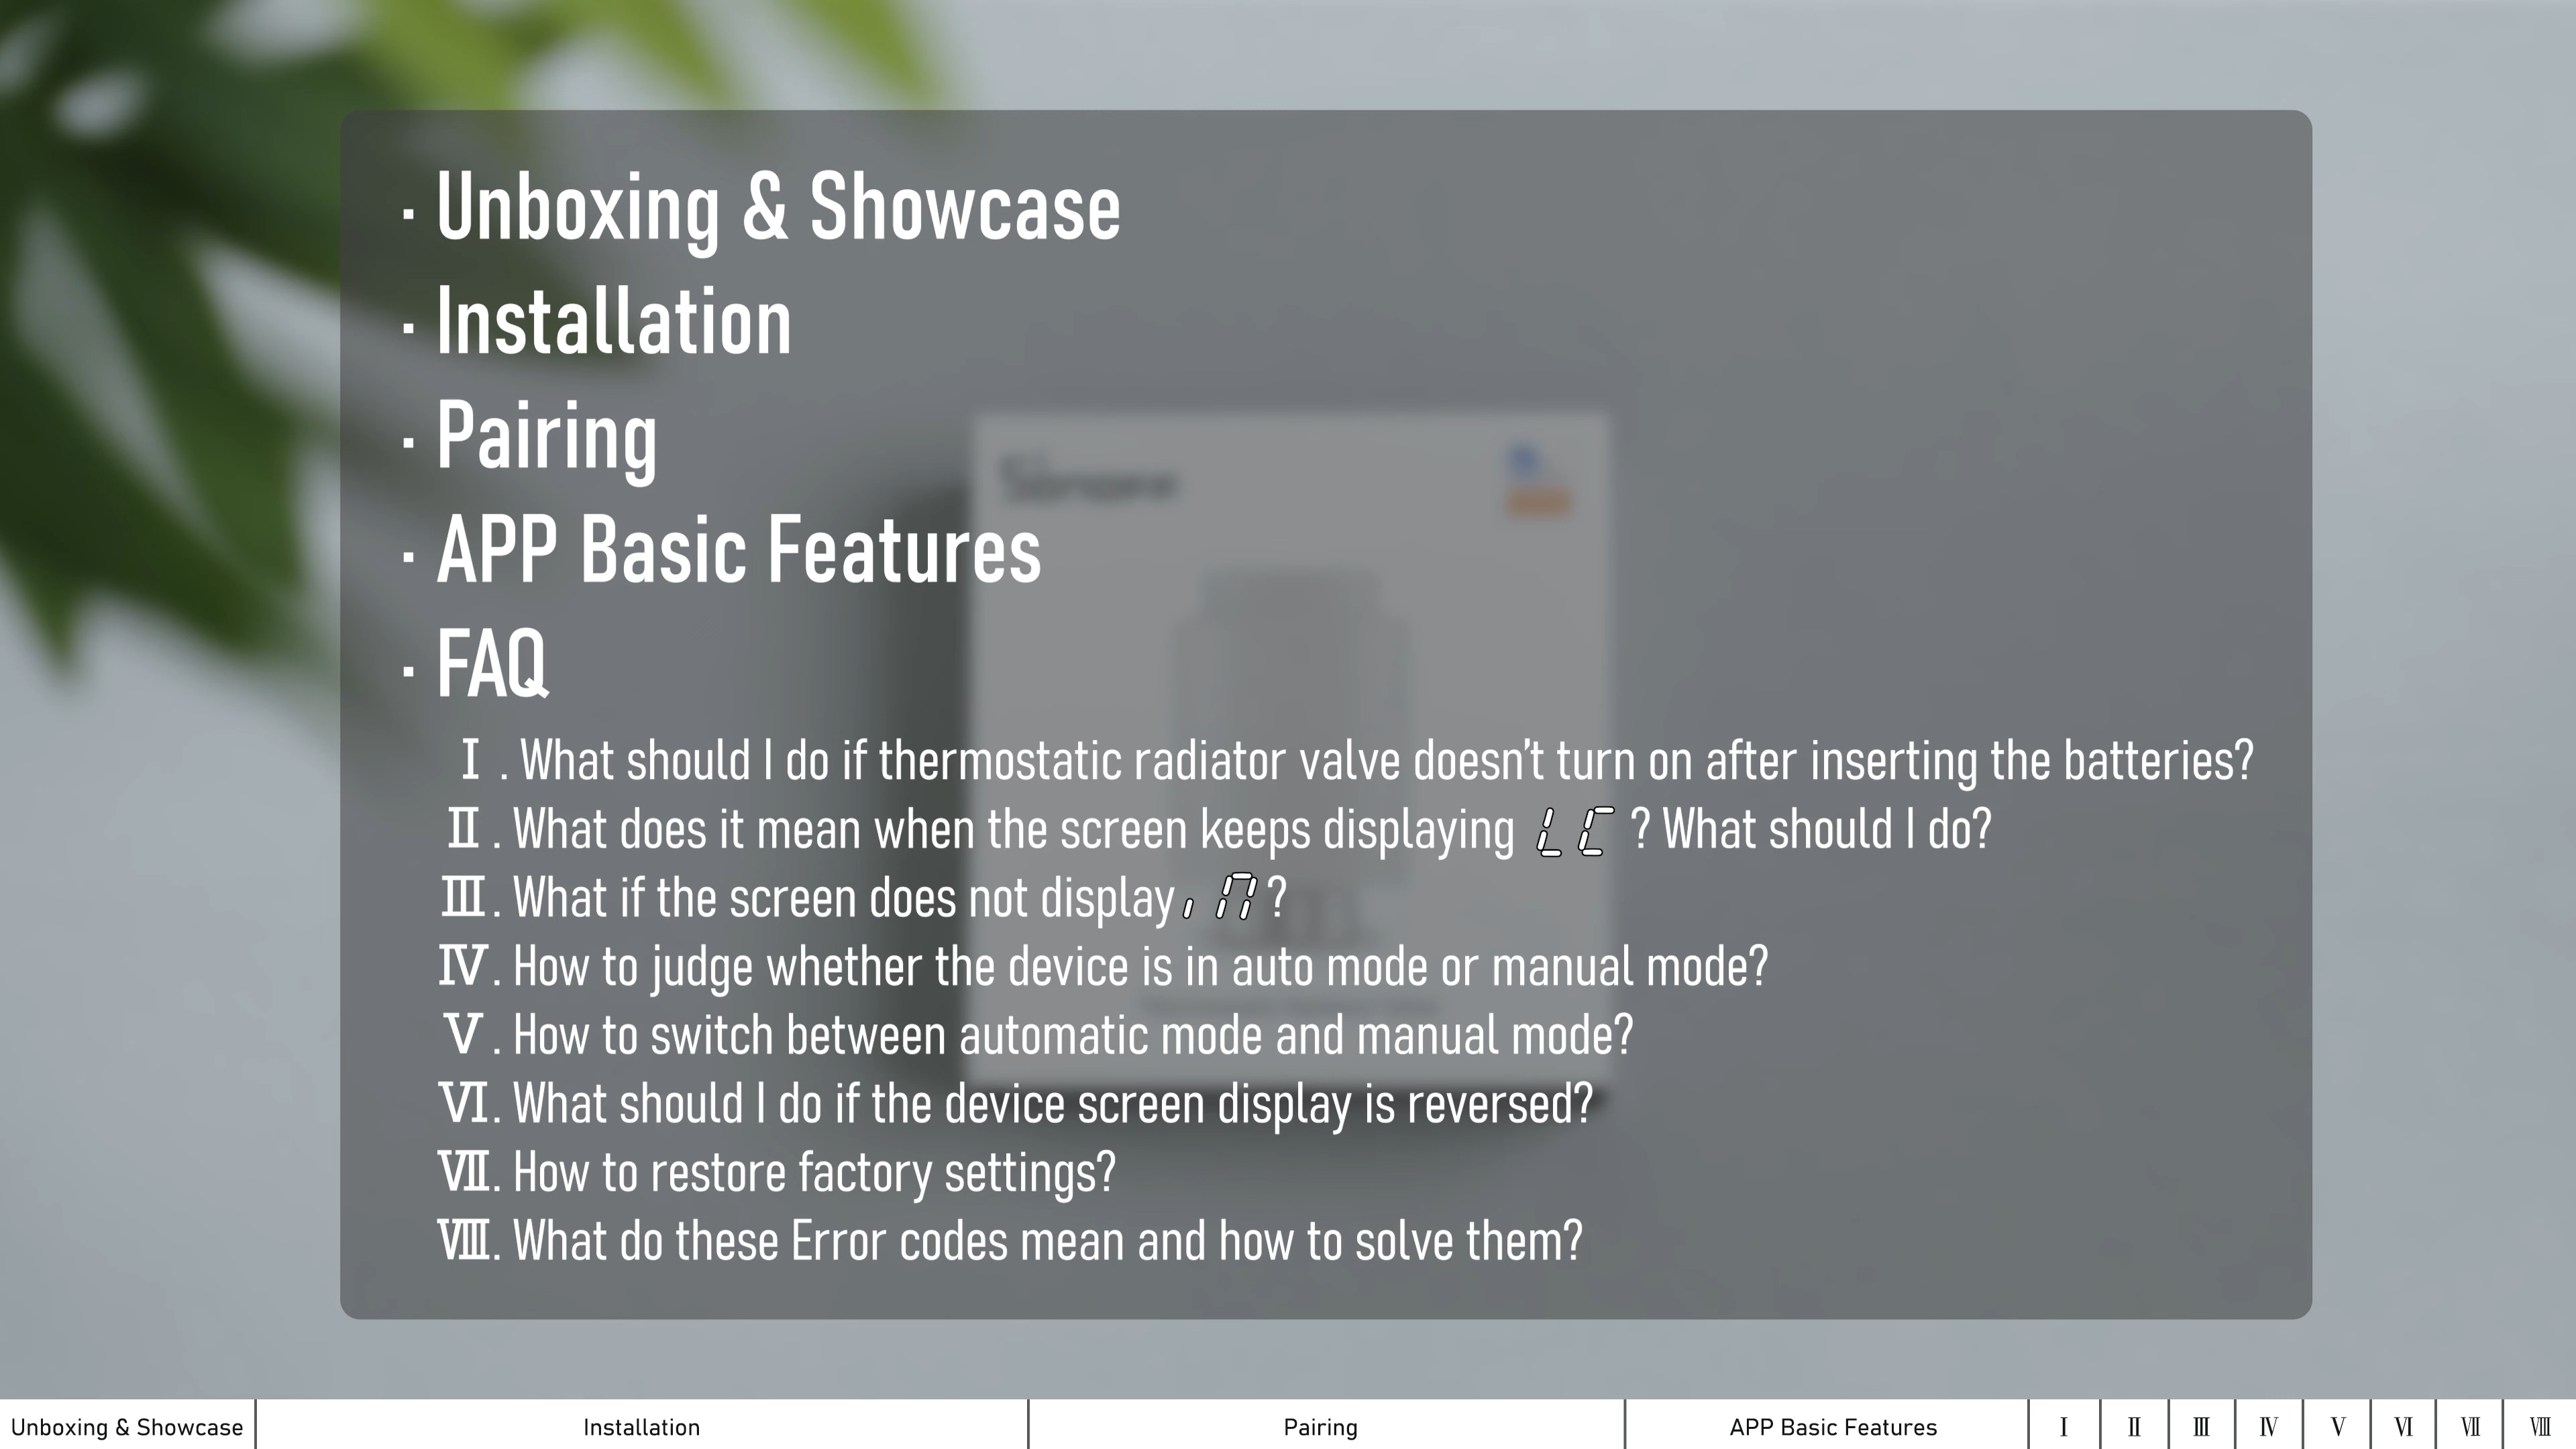 · Unboxing & Showcase
· Installation
· Pairing
· APP Basic Features
· FAQ
Ⅰ. What should I do if thermostatic radiator valve doesn't turn on after inserting the batteries?
Ⅱ. What does it mean when the screen keeps displaying LC ? What should I do?
Ⅲ. What if the screen does not display ?
Ⅳ. How to judge whether the device is in auto mode or manual mode?
Ⅴ. How to switch between automatic mode and manual mode?
Ⅵ. What should I do if the device screen display is reversed?
Ⅶ. How to restore factory settings?
Ⅷ. What do these Error codes mean and how to solve them?
Sonoff
Unboxing & Showcase Installation Pairing APP Basic Features Ⅰ Ⅱ Ⅲ Ⅳ Ⅴ Ⅵ Ⅶ Ⅷ